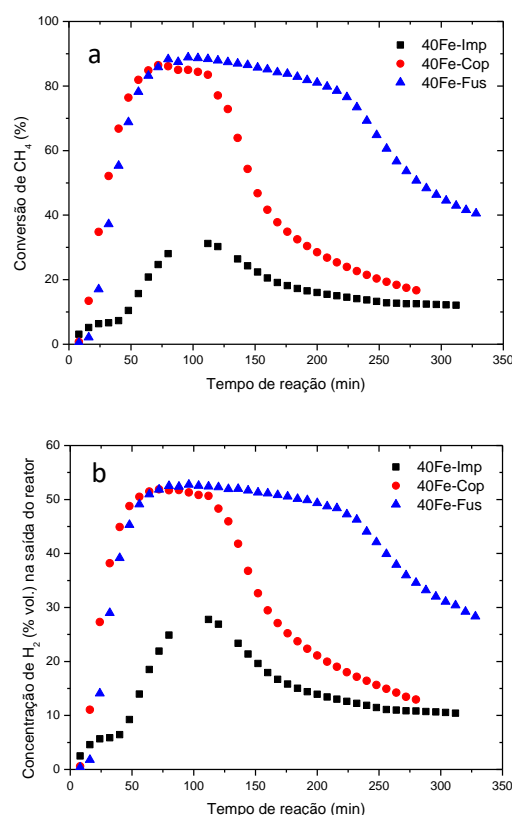 a
40Fe-Imp
40Fe-Cop
40Fe-Fus
Conversão de CH₄ (%)
100
80
60
40
20
0
0 50 100 150 200 250 300 350
Tempo de reação (min)
b
40Fe-Imp
40Fe-Cop
40Fe-Fus
Concentração de H₂ (% vol.) na saída do reator
60
50
40
30
20
10
0
0 50 100 150 200 250 300 350
Tempo de reação (min)